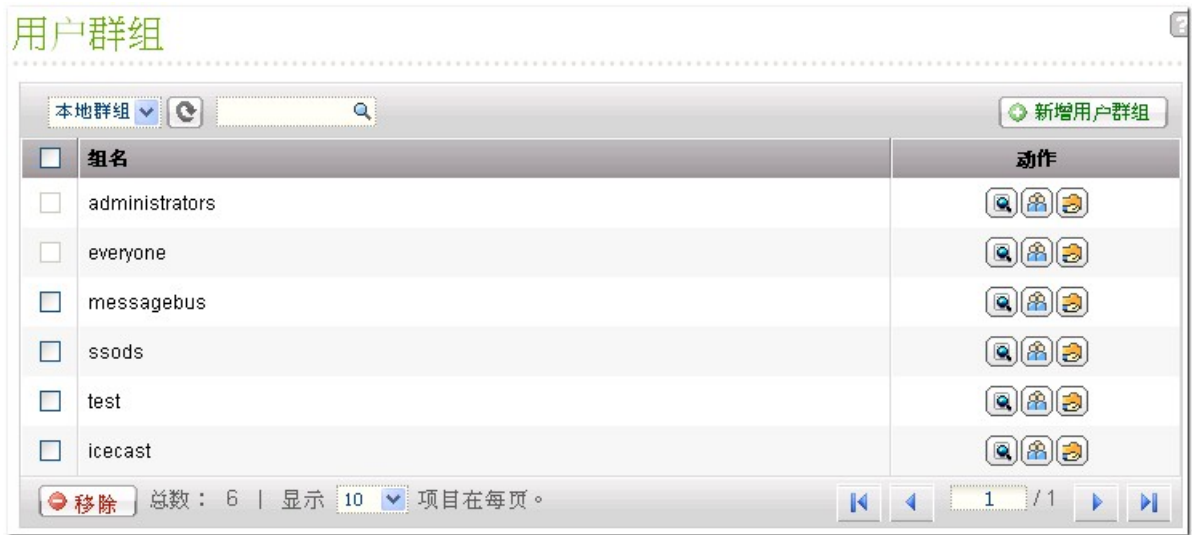 用户群组
?
本地群组
新增用户群组
组名 动作
administrators
everyone
messagebus
ssods
test
icecast
移除 总数： 6 | 显示 10 项目在每页。 1 / 1